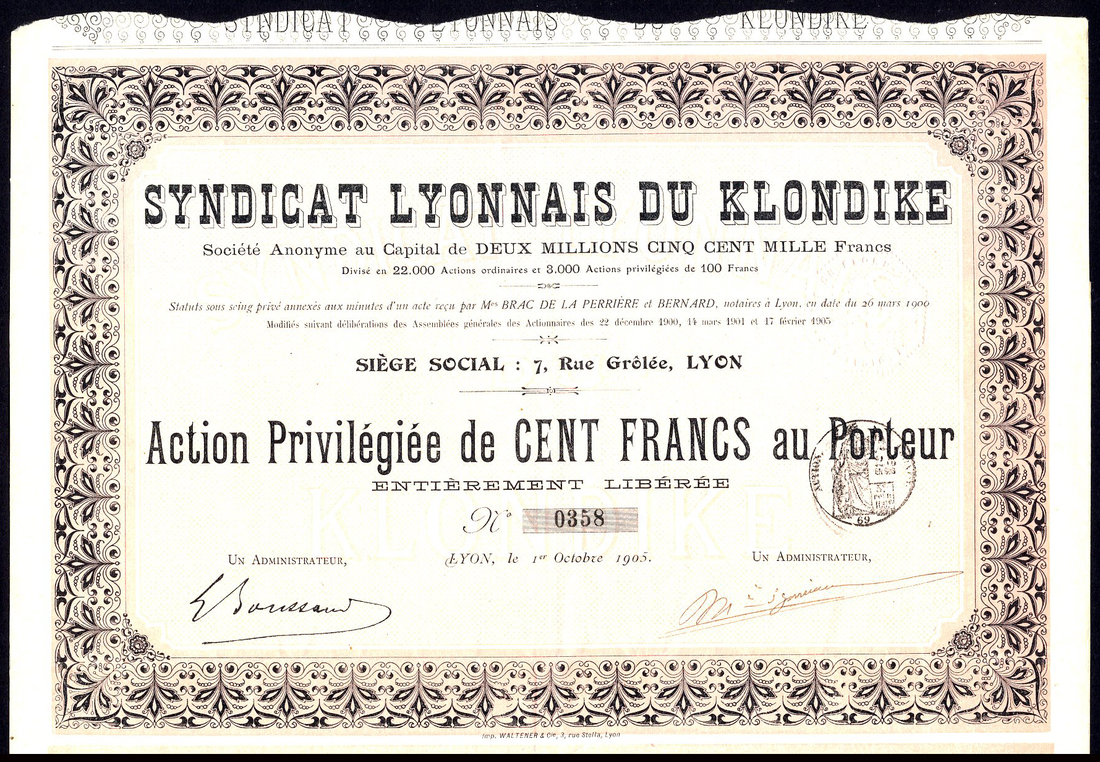 SYNDICAT LYONNAIS DU KLONDIKE
SYNDICAT LYONNAIS DU KLONDIKE
Société Anonyme au Capital de DEUX MILLIONS CINQ CENT MILLE Francs
Divisé en 22.000 Actions ordinaires et 3.000 Actions privilégiées de 100 Francs
Statuts sous seing privé annexés aux minutes d'un acte reçu par Mes BRAC DE LA PERRIÈRE et BERNARD, notaires à Lyon, en date du 26 mars 1900
Modifiés suivant délibérations des Assemblées générales des Actionnaires des 22 décembre 1900, 14 mars 1901 et 17 février 1905
SIÈGE SOCIAL : 7, Rue Grôlée, LYON
Action Privilégiée de CENT FRANCS au Porteur
ENTIÈREMENT LIBÉRÉE
No 0358
KLONDIKE
UN ADMINISTRATEUR, LYON, le 1er Octobre 1905. UN ADMINISTRATEUR,
69
Imp. WALTENER & Cie, 3, rue Stella, Lyon